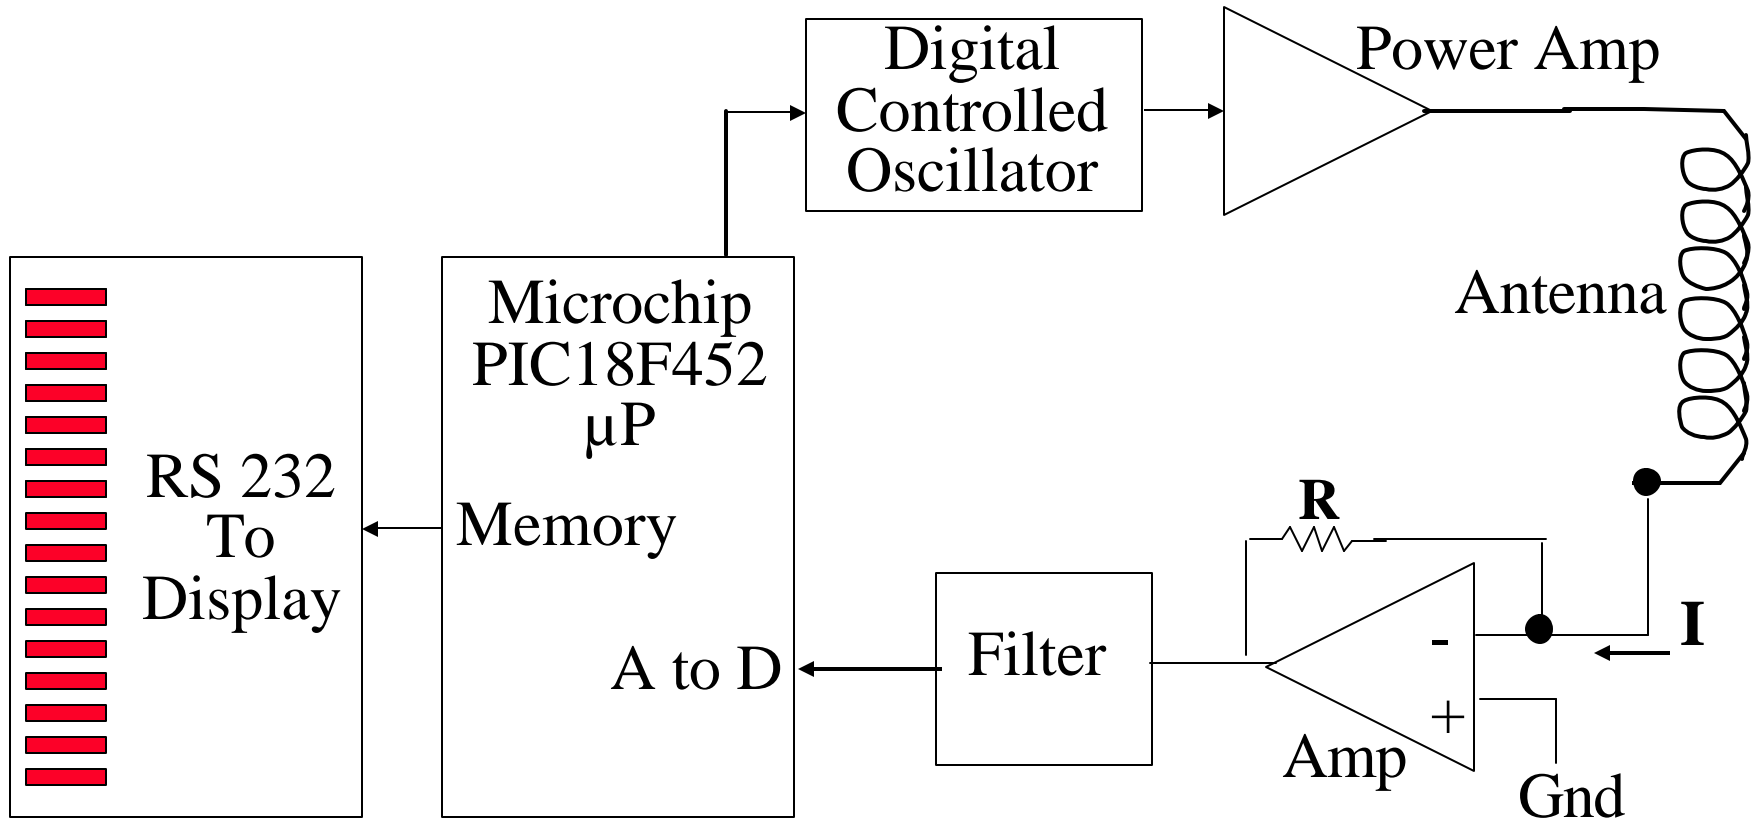 Digital
Controlled
Oscillator
Power Amp
Antenna
Microchip
PIC18F452
µP
Memory
A to D
RS 232
To
Display
Filter
R
-
+
Amp
I
Gnd